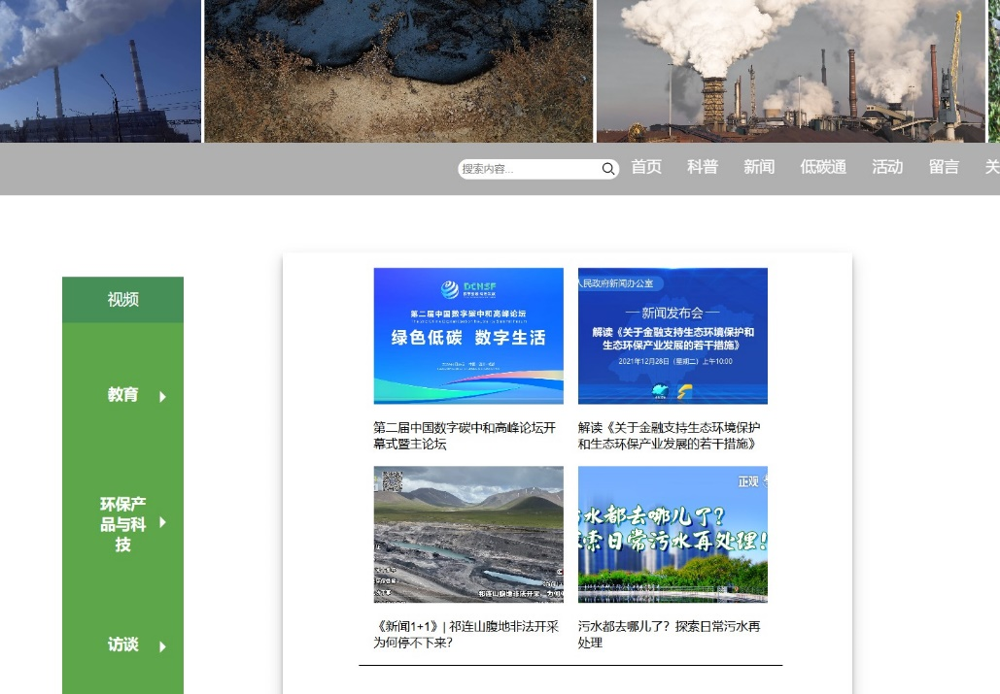 搜索内容...
首页 科普 新闻 低碳通 活动 留言 关
视频
教育
环保产
品与科
技
访谈
DCNSF
第二届中国数字碳中和高峰论坛
绿色低碳 数字生活
人民政府新闻办公室
新闻发布会
解读《关于金融支持生态环境保护和
生态环保产业发展的若干措施》
2021年12月28日（星期二）上午10:00
第二届中国数字碳中和高峰论坛开
幕式暨主论坛
解读《关于金融支持生态环境保护
和生态环保产业发展的若干措施》
祁连山腹地非法开采
正观
污水都去哪儿了？
探索日常污水再处理！
《新闻1+1》| 祁连山腹地非法开采
为何停不下来？
污水都去哪儿了？探索日常污水再
处理